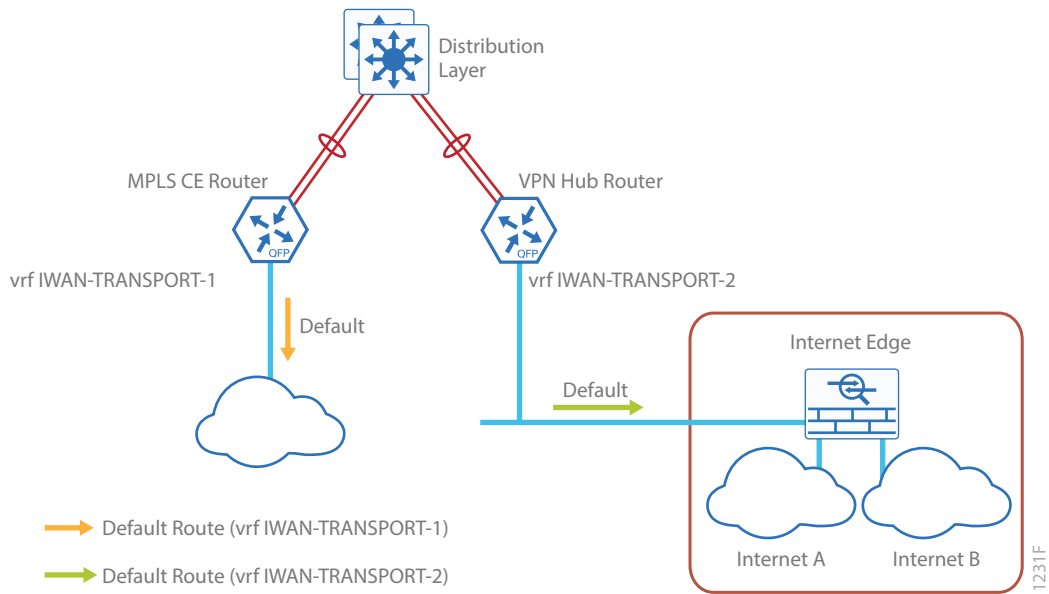 Distribution
Layer
MPLS CE Router
VPN Hub Router
QFP
QFP
vrf IWAN-TRANSPORT-1
vrf IWAN-TRANSPORT-2
Default
Internet Edge
Default
Default Route (vrf IWAN-TRANSPORT-1)
Internet A
Internet B
Default Route (vrf IWAN-TRANSPORT-2)
1231F